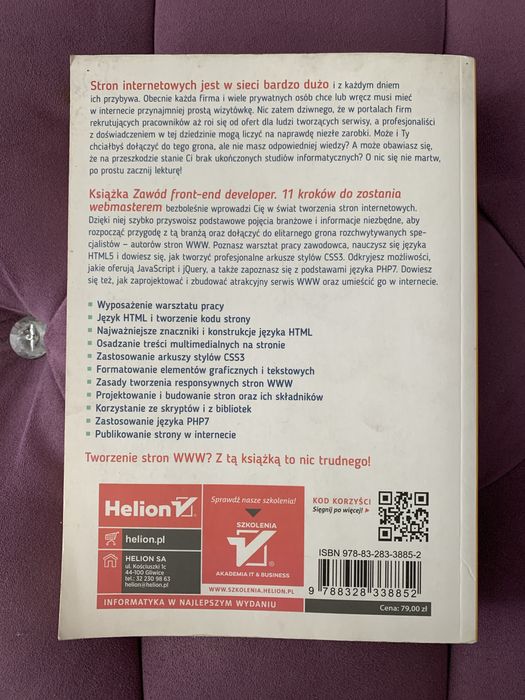 Stron internetowych jest w sieci bardzo dużo i z każdym dniem
ich przybywa. Obecnie każda firma i wiele prywatnych osób chce lub wręcz musi mieć
w internecie przynajmniej prostą wizytówkę. Nic zatem dziwnego, że w portalach firm
rekrutujących pracowników aż roi się od ofert dla ludzi tworzących serwisy, a profesjonaliści
z doświadczeniem w tej dziedzinie mogą liczyć na naprawdę niezłe zarobki. Może i Ty
chciałbyś dołączyć do tego grona, ale nie masz odpowiedniej wiedzy? A może obawiasz się,
że na przeszkodzie stanie Ci brak ukończonych studiów informatycznych? O nic się nie martw,
po prostu zacznij lekturę!
Książka Zawód front-end developer. 11 kroków do zostania
webmasterem bezboleśnie wprowadzi Cię w świat tworzenia stron internetowych.
Dzięki niej szybko przyswoisz podstawowe pojęcia branżowe i informacje niezbędne, aby
rozpocząć przygodę z tą branżą oraz dołączyć do elitarnego grona rozchwytywanych spe-
cjalistów – autorów stron WWW. Poznasz warsztat pracy zawodowca, nauczysz się języka
HTML5 i dowiesz się, jak tworzyć profesjonalne arkusze stylów CSS3. Odkryjesz możliwości,
jakie oferują JavaScript i jQuery, a także zapoznasz się z podstawami języka PHP7. Dowiesz
się też, jak zaprojektować i zbudować atrakcyjny serwis WWW oraz umieścić go w internecie.
Wyposażenie warsztatu pracy
Język HTML i tworzenie kodu strony
Najważniejsze znaczniki i konstrukcje języka HTML
Osadzanie treści multimedialnych na stronie
Zastosowanie arkuszy stylów CSS3
Formatowanie elementów graficznych i tekstowych
Zasady tworzenia responsywnych stron WWW
Projektowanie i budowanie stron oraz ich składników
Korzystanie ze skryptów i z bibliotek
Zastosowanie języka PHP7
Publikowanie strony w internecie
Tworzenie stron WWW? Z tą książką to nic trudnego!
Helion
helion.pl
HELION SA
ul. Kościuszki 1c
44-100 Gliwice
tel.: 32 230 98 63
helion@helion.pl
Sprawdź nasze szkolenia!
SZKOLENIA
AKADEMIA IT & BUSINESS
WWW.SZKOLENIA.HELION.PL
KOD KORZYŚCI
Sięgnij po więcej!
ISBN 978-83-283-3885-2
9 788328 338852
INFORMATYKA W NAJLEPSZYM WYDANIU
Cena: 79,00 zł